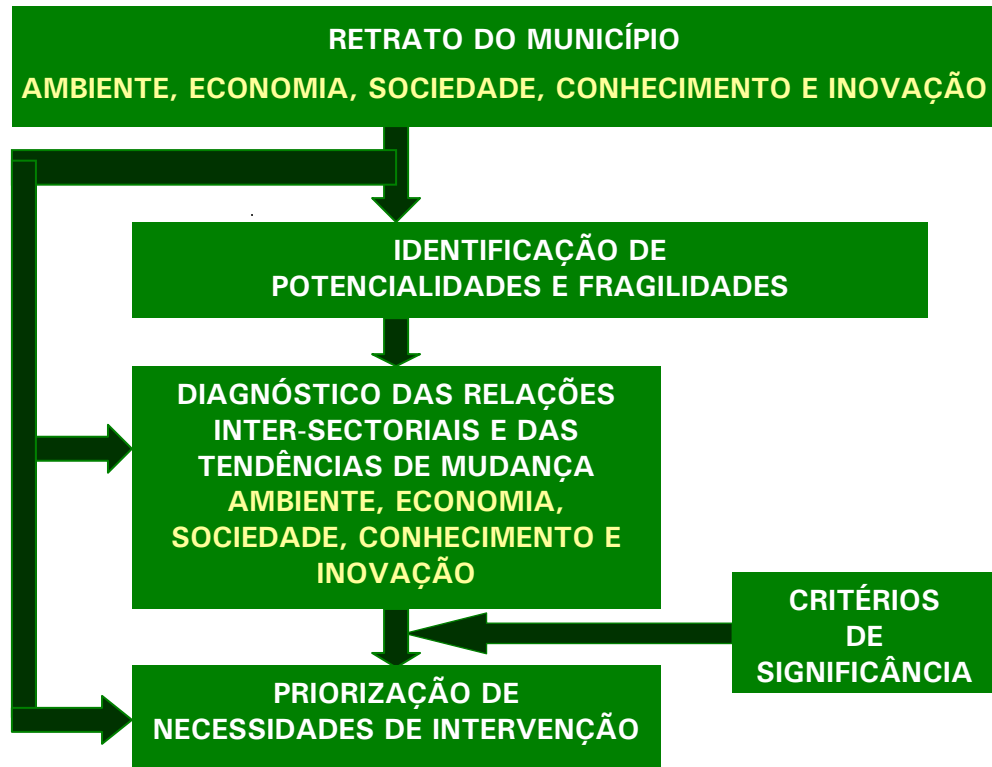 RETRATO DO MUNICÍPIO
AMBIENTE, ECONOMIA, SOCIEDADE, CONHECIMENTO E INOVAÇÃO
IDENTIFICAÇÃO DE
POTENCIALIDADES E FRAGILIDADES
DIAGNÓSTICO DAS RELAÇÕES
INTER-SECTORIAIS E DAS
TENDÊNCIAS DE MUDANÇA
AMBIENTE, ECONOMIA,
SOCIEDADE, CONHECIMENTO E
INOVAÇÃO
CRITÉRIOS
DE
SIGNIFICÂNCIA
PRIORIZAÇÃO DE
NECESSIDADES DE INTERVENÇÃO